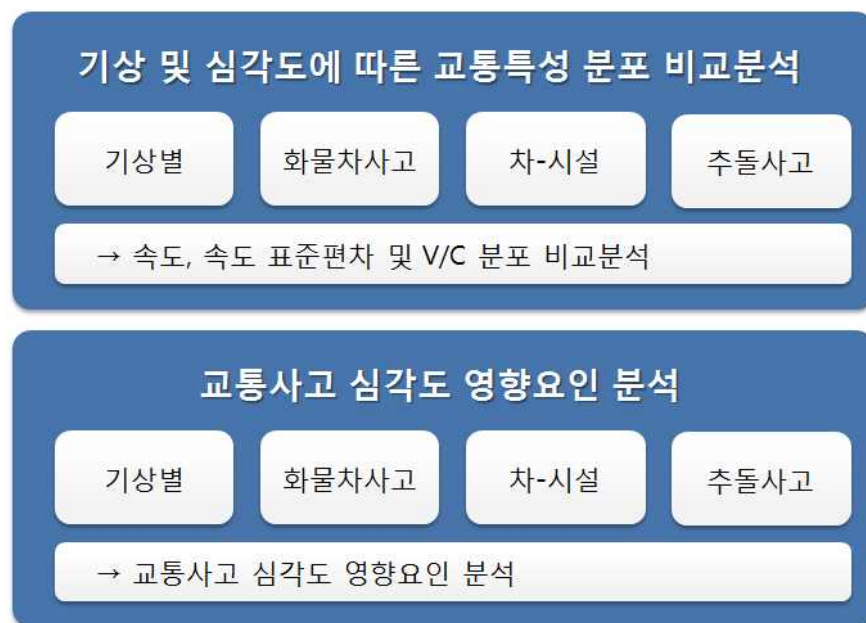 기상 및 심각도에 따른 교통특성 분포 비교분석
기상별 화물차사고 차-시설 추돌사고
→ 속도, 속도 표준편차 및 V/C 분포 비교분석
교통사고 심각도 영향요인 분석
기상별 화물차사고 차-시설 추돌사고
→ 교통사고 심각도 영향요인 분석